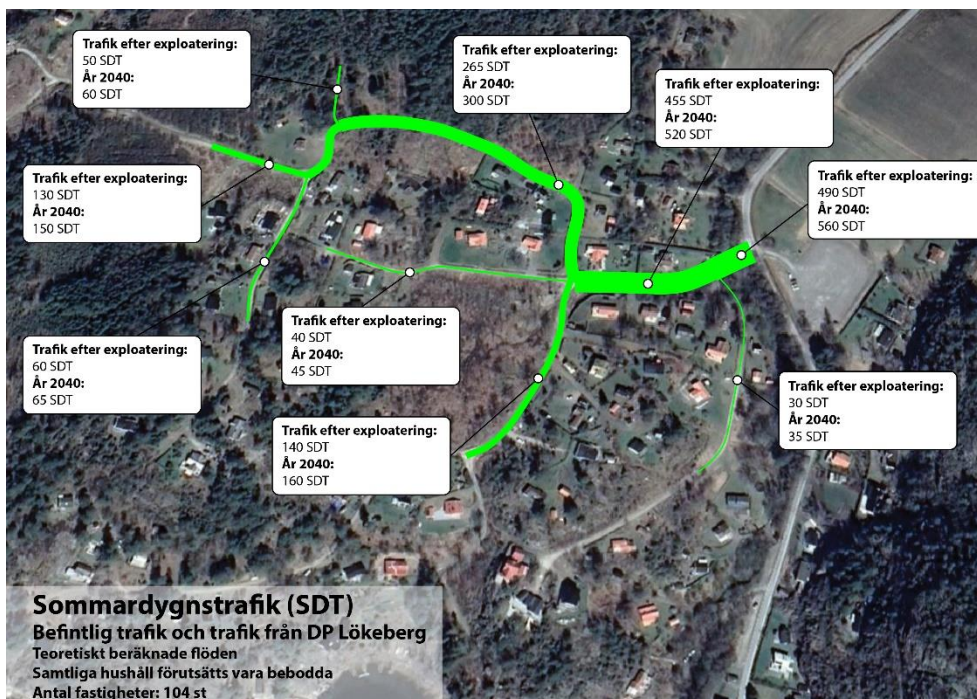 Trafik efter exploatering:
50 SDT
År 2040:
60 SDT
Trafik efter exploatering:
265 SDT
År 2040:
300 SDT
Trafik efter exploatering:
455 SDT
År 2040:
520 SDT
Trafik efter exploatering:
130 SDT
År 2040:
150 SDT
Trafik efter exploatering:
490 SDT
År 2040:
560 SDT
Trafik efter exploatering:
60 SDT
År 2040:
65 SDT
Trafik efter exploatering:
40 SDT
År 2040:
45 SDT
Trafik efter exploatering:
30 SDT
År 2040:
35 SDT
Trafik efter exploatering:
140 SDT
År 2040:
160 SDT
Sommardygnstrafik (SDT)
Befintlig trafik och trafik från DP Lökeberg
Teoretiskt beräknade flöden
Samtliga hushåll förutsätts vara bebodda
Antal fastigheter: 104 st